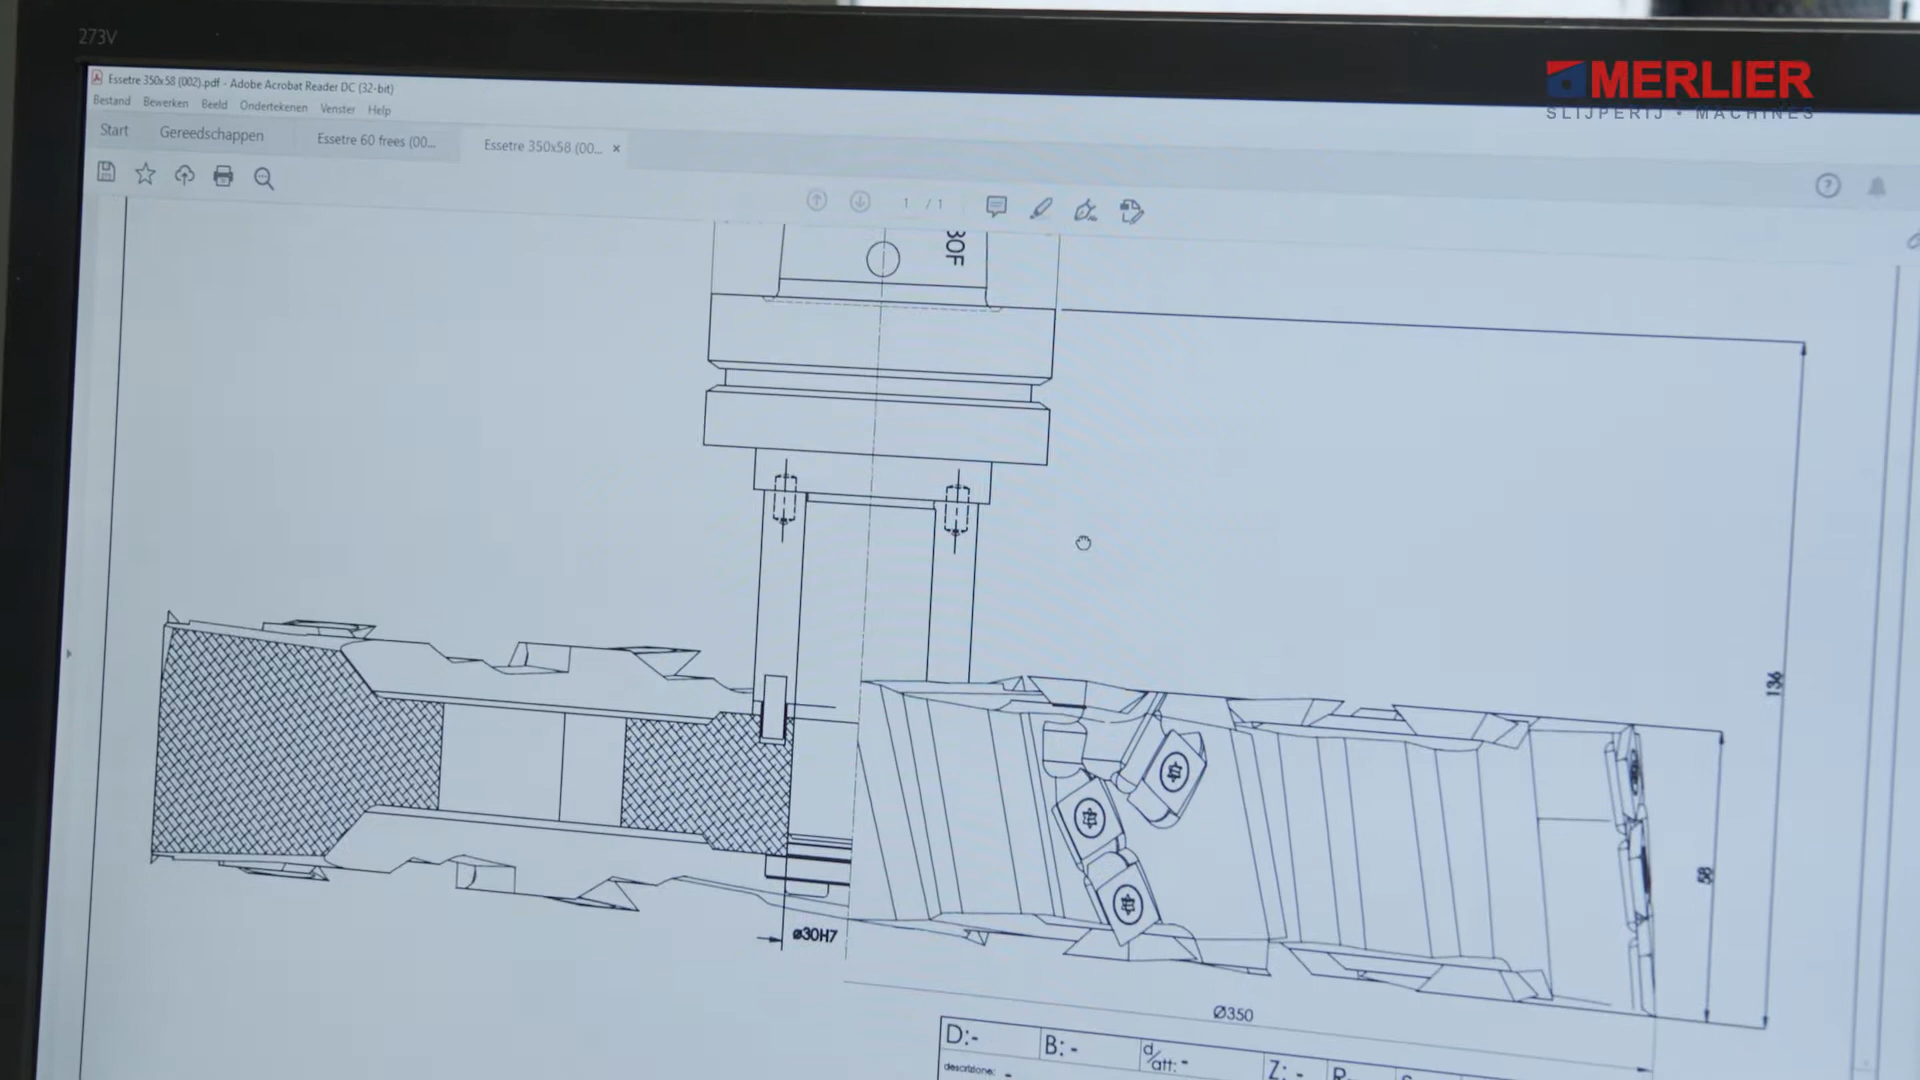 273V
MERLIER
SLIJPERIJ • MACHINES
Essetre 350x58 (002).pdf - Adobe Acrobat Reader DC (32-bit)
Bestand Bewerken Beeld Ondertekenen Venster Help
Start Gereedschappen Essetre 60 frees (00... Essetre 350x58 (00... ×
1 / 1
30F
136
58
ø30H7
Ø350
D:- B: - d/att: - Z: -
descrizione: -